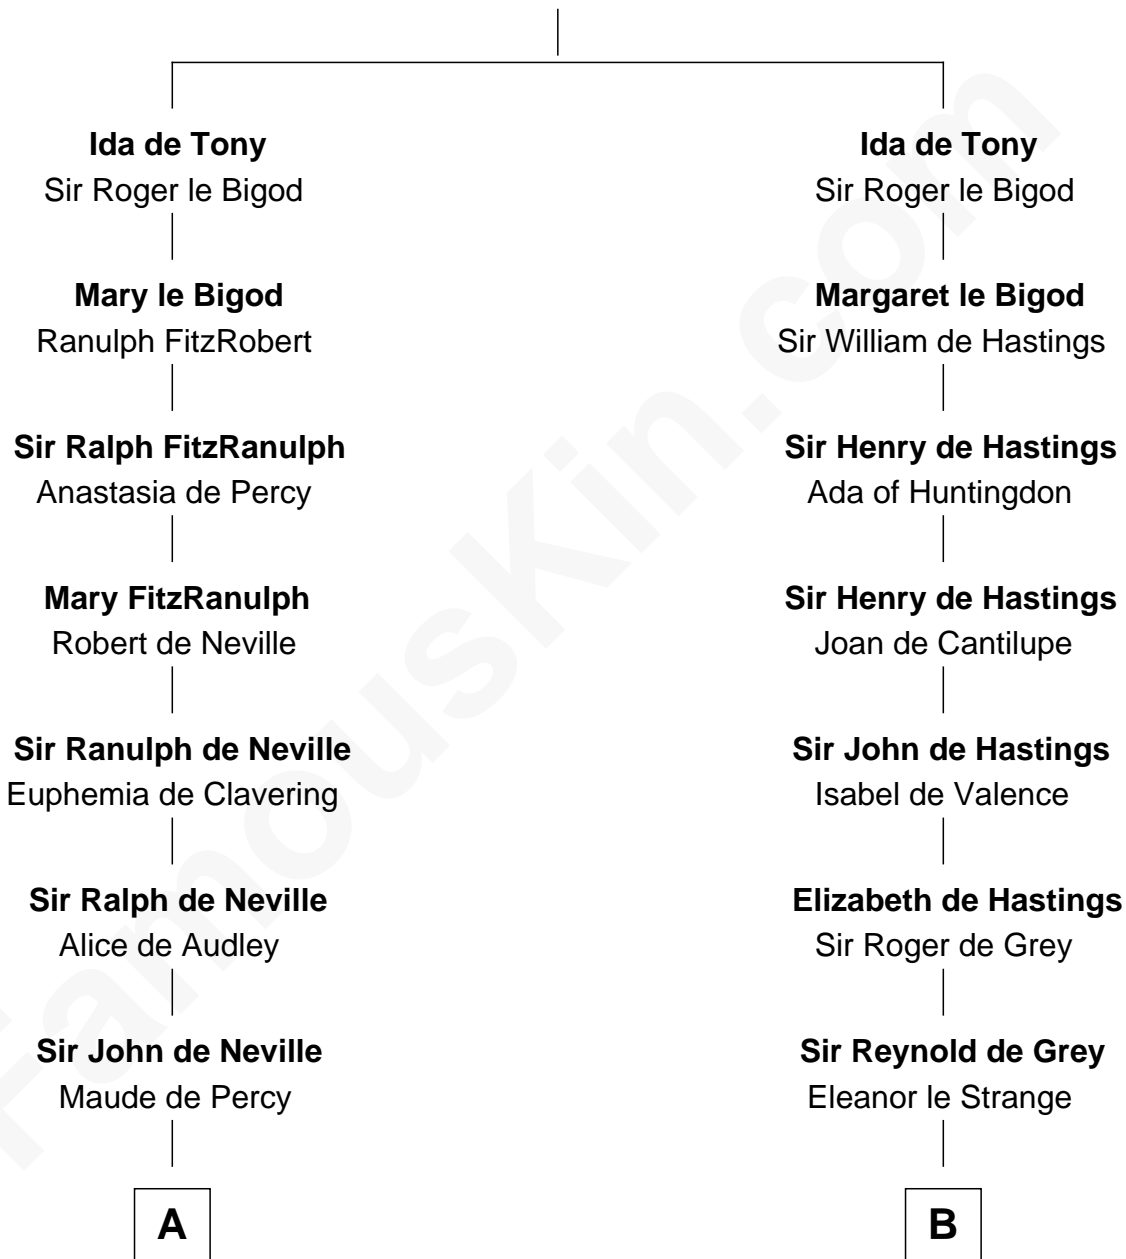 Ida de Tony
Sir Roger le Bigod
Mary le Bigod
Ranulph FitzRobert
Sir Ralph FitzRanulph
Anastasia de Percy
Mary FitzRanulph
Robert de Neville
Sir Ranulph de Neville
Euphemia de Clavering
Sir Ralph de Neville
Alice de Audley
Sir John de Neville
Maude de Percy
A
Ida de Tony
Sir Roger le Bigod
Margaret le Bigod
Sir William de Hastings
Sir Henry de Hastings
Ada of Huntingdon
Sir Henry de Hastings
Joan de Cantilupe
Sir John de Hastings
Isabel de Valence
Elizabeth de Hastings
Sir Roger de Grey
Sir Reynold de Grey
Eleanor le Strange
B
FamousKin.com